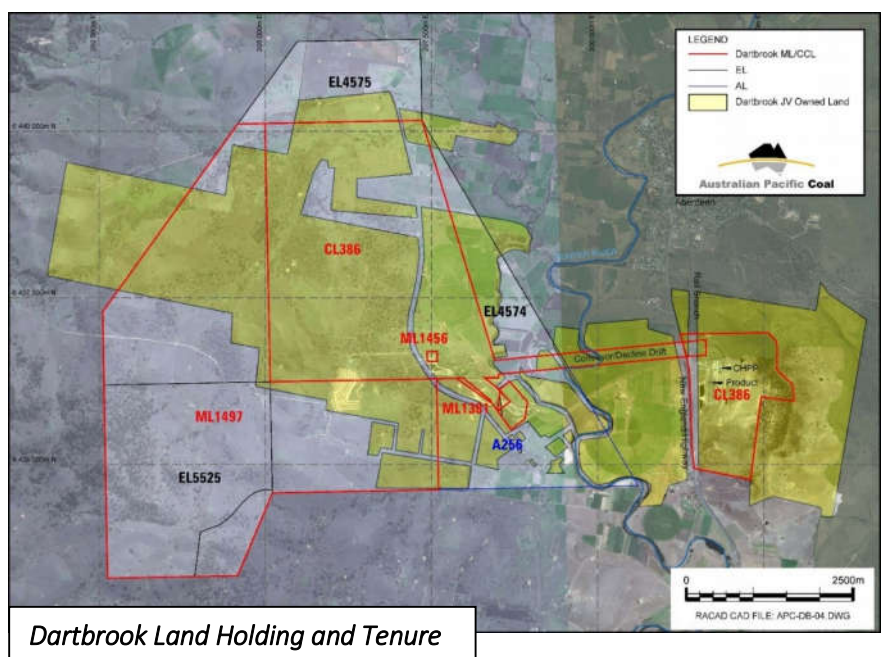 LEGEND
Dartbrook ML/CCL
EL
AL
Dartbrook JV Owned Land
Australian Pacific Coal
Aberdeen
EL4575
CL386
EL4574
ML1456
Conveyor/Decline Drift
CHPP
Product
CL386
ML1381
ML1497
A256
EL5525
0 2500m
RACAD CAD FILE: APC-DB-04.DWG
Dartbrook Land Holding and Tenure